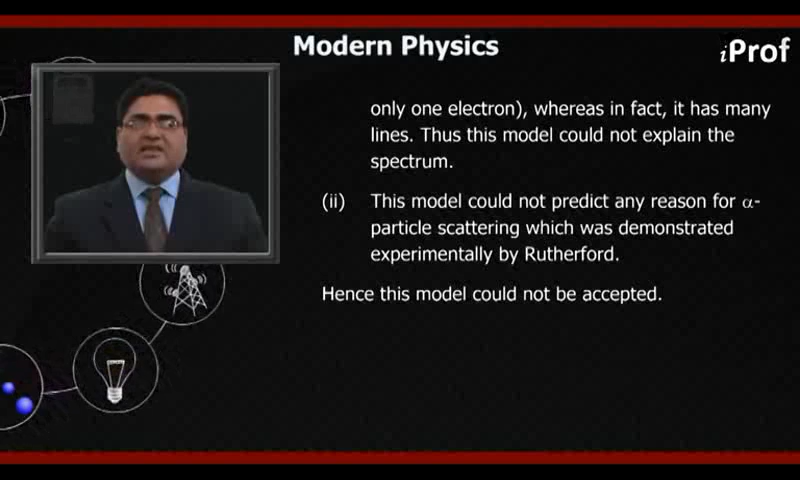 Modern Physics
iProf
only one electron), whereas in fact, it has many
lines. Thus this model could not explain the
spectrum.
(ii) This model could not predict any reason for α-
particle scattering which was demonstrated
experimentally by Rutherford.
Hence this model could not be accepted.